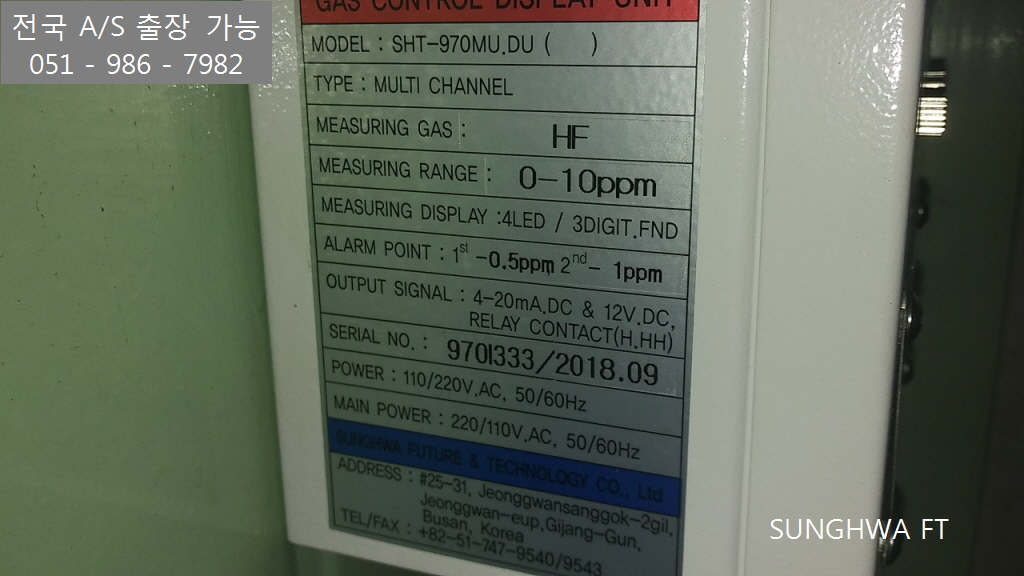 전국 A/S 출장 가능
051 - 986 - 7982
GAS CONTROL DISPLAY UNIT
MODEL : SHT-970MU.DU (     )
TYPE : MULTI CHANNEL
MEASURING GAS : HF
MEASURING RANGE : 0-10ppm
MEASURING DISPLAY :4LED / 3DIGIT.FND
ALARM POINT : 1st -0.5ppm 2nd- 1ppm
OUTPUT SIGNAL : 4-20mA.DC & 12V.DC,
RELAY CONTACT(H.HH)
SERIAL NO. : 970I333/2018.09
POWER : 110/220V.AC, 50/60Hz
MAIN POWER : 220/110V.AC, 50/60Hz
SUNGHWA FUTURE & TECHNOLOGY CO., Ltd
ADDRESS : #25-31, Jeonggwansanggok-2gil,
Jeonggwan-eup,Gijang-Gun,
Busan, Korea
TEL/FAX : +82-51-747-9540/9543
SUNGHWA FT